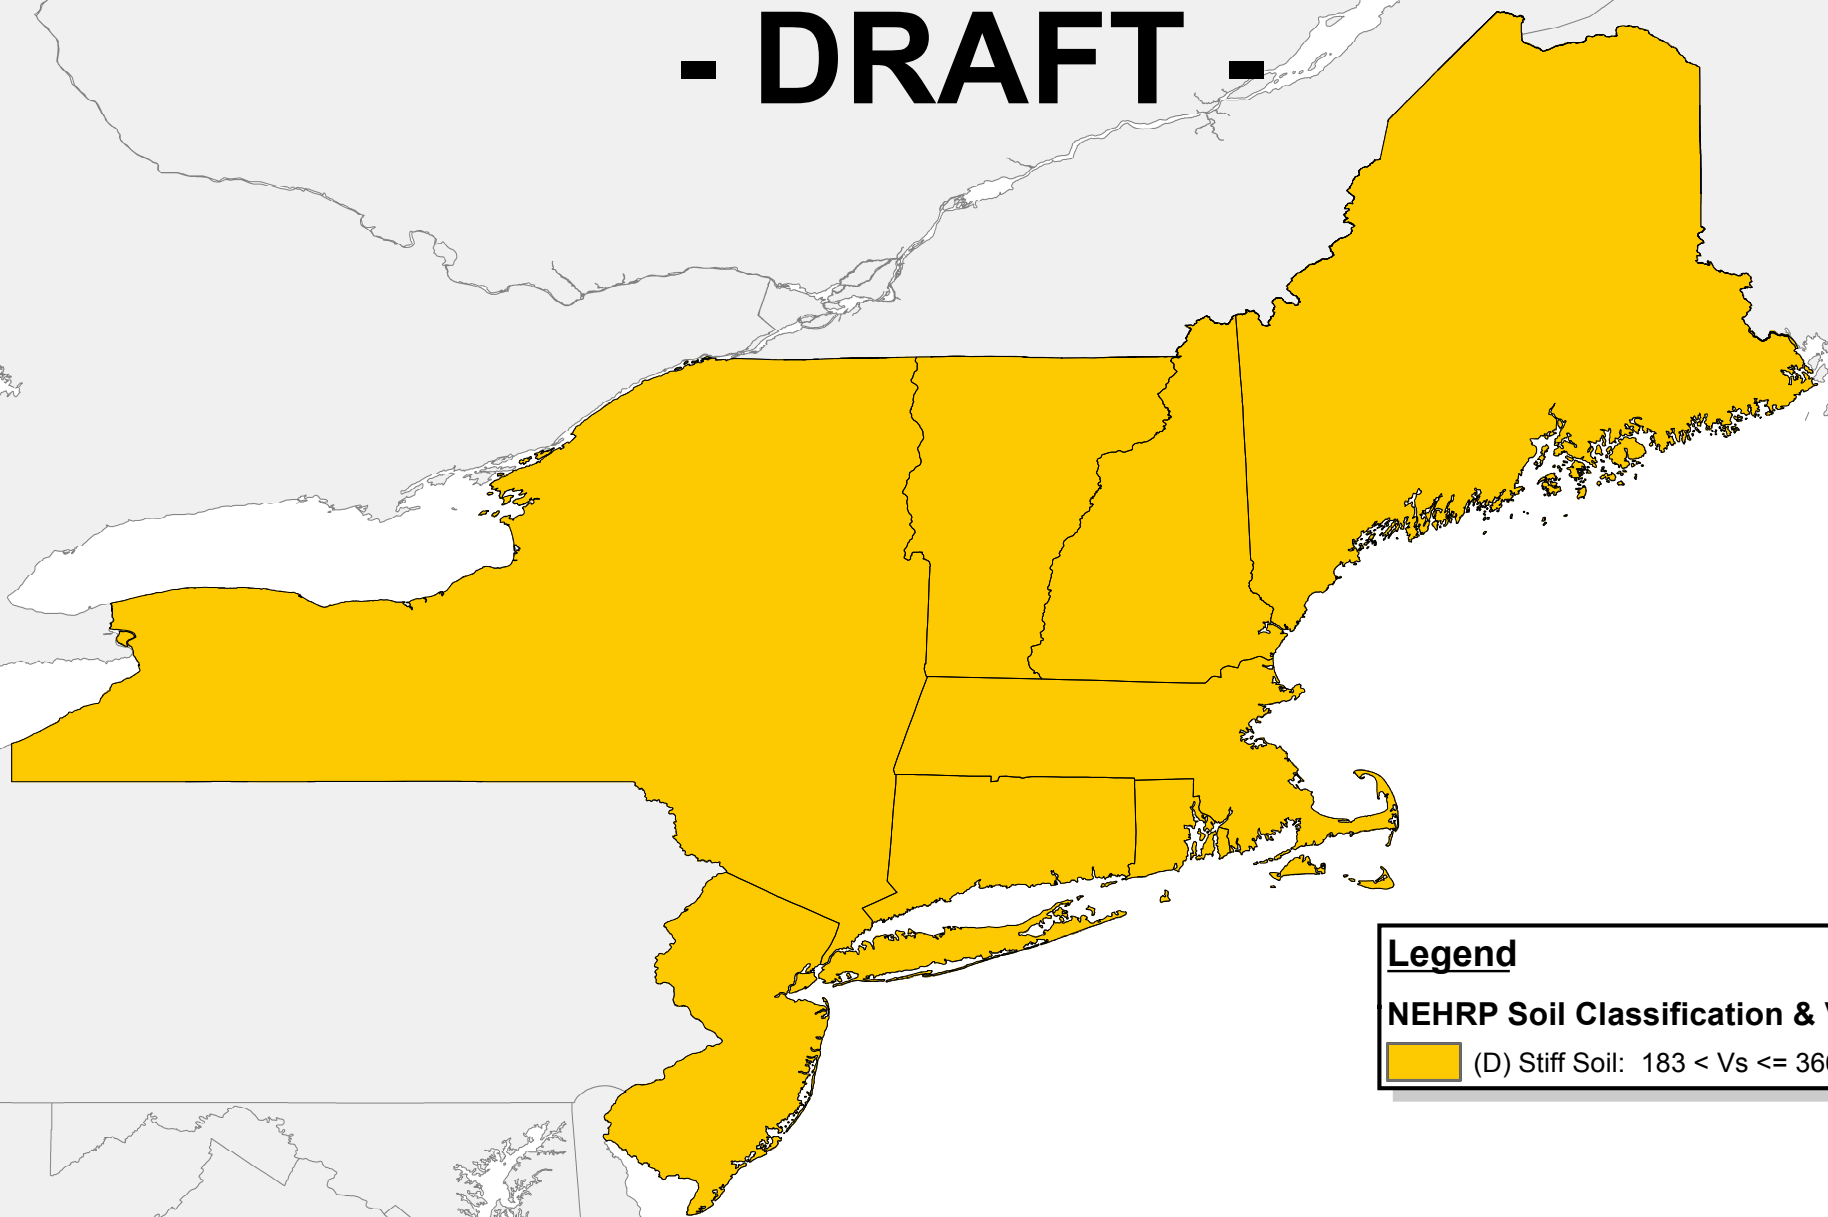 - DRAFT -
Legend
NEHRP Soil Classification &
(D) Stiff Soil: 183 < Vs <=